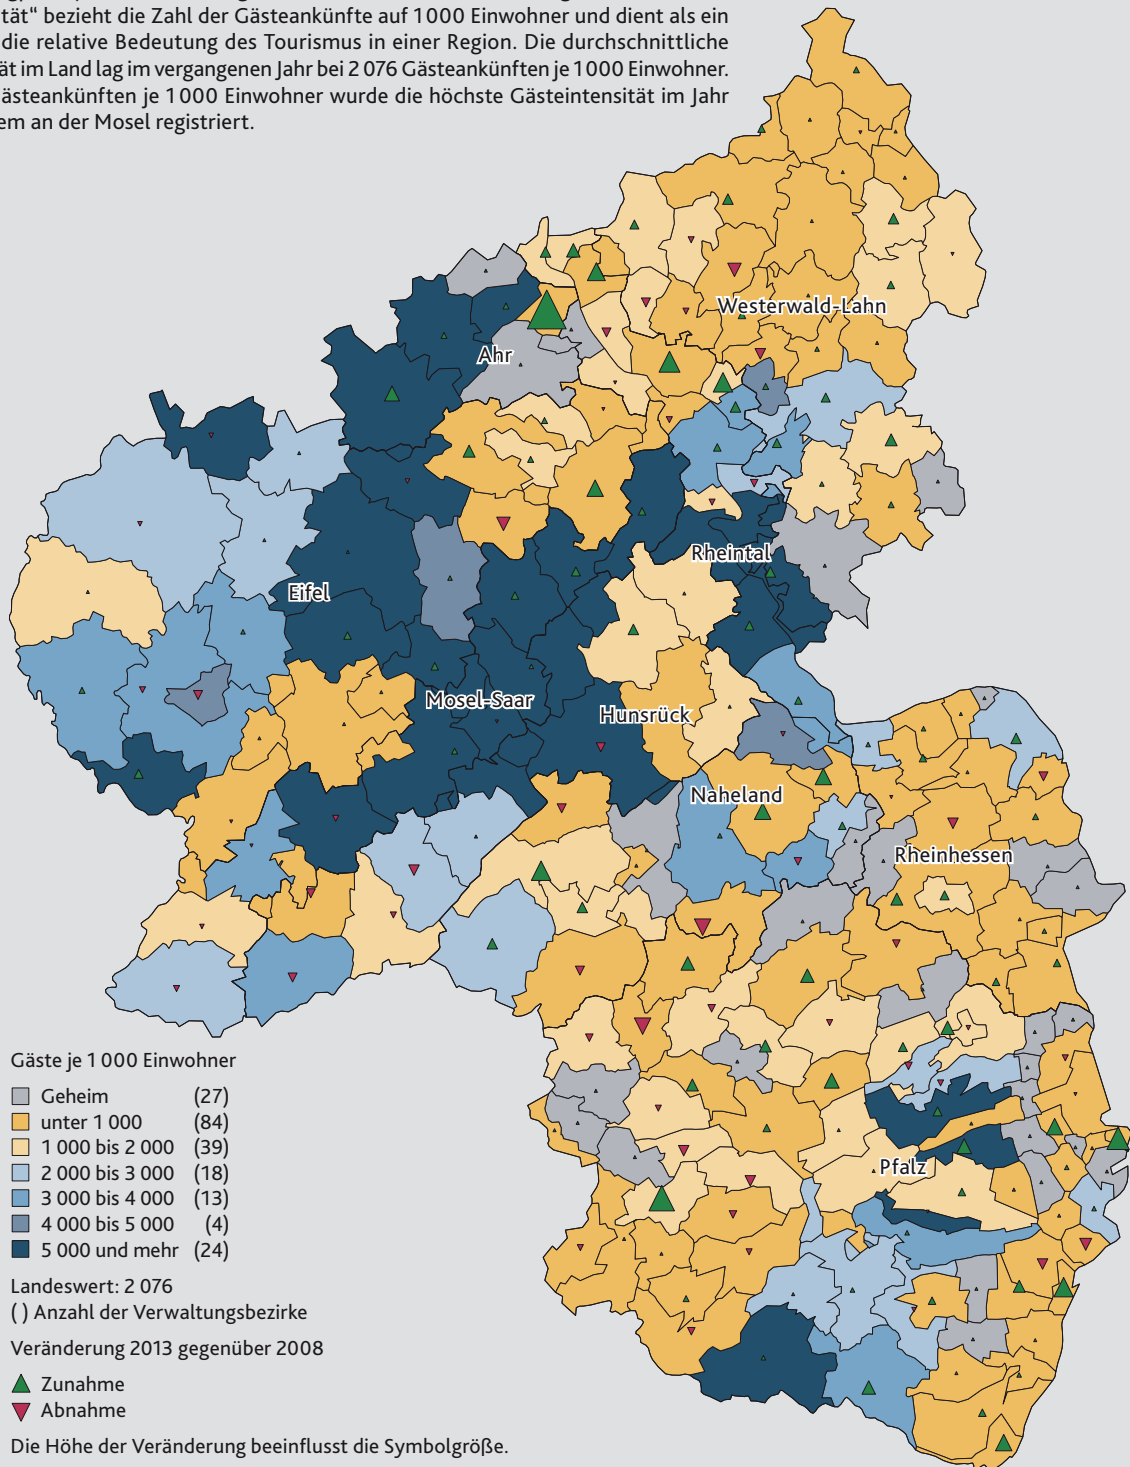 tät“ bezieht die Zahl der Gästeankünfte auf 1 000 Einwohner und dient als ein
die relative Bedeutung des Tourismus in einer Region. Die durchschnittliche
ät im Land lag im vergangenen Jahr bei 2 076 Gästeankünften je 1 000 Einwohner.
ästeankünften je 1 000 Einwohner wurde die höchste Gästeintensität im Jahr
em an der Mosel registriert.
Westerwald-Lahn
Ahr
Rheintal
Eifel
Mosel-Saar
Hunsrück
Naheland
Rheinhessen
Pfalz
Gäste je 1 000 Einwohner
Geheim (27)
unter 1 000 (84)
1 000 bis 2 000 (39)
2 000 bis 3 000 (18)
3 000 bis 4 000 (13)
4 000 bis 5 000 (4)
5 000 und mehr (24)
Landeswert: 2 076
( ) Anzahl der Verwaltungsbezirke
Veränderung 2013 gegenüber 2008
Zunahme
Abnahme
Die Höhe der Veränderung beeinflusst die Symbolgröße.